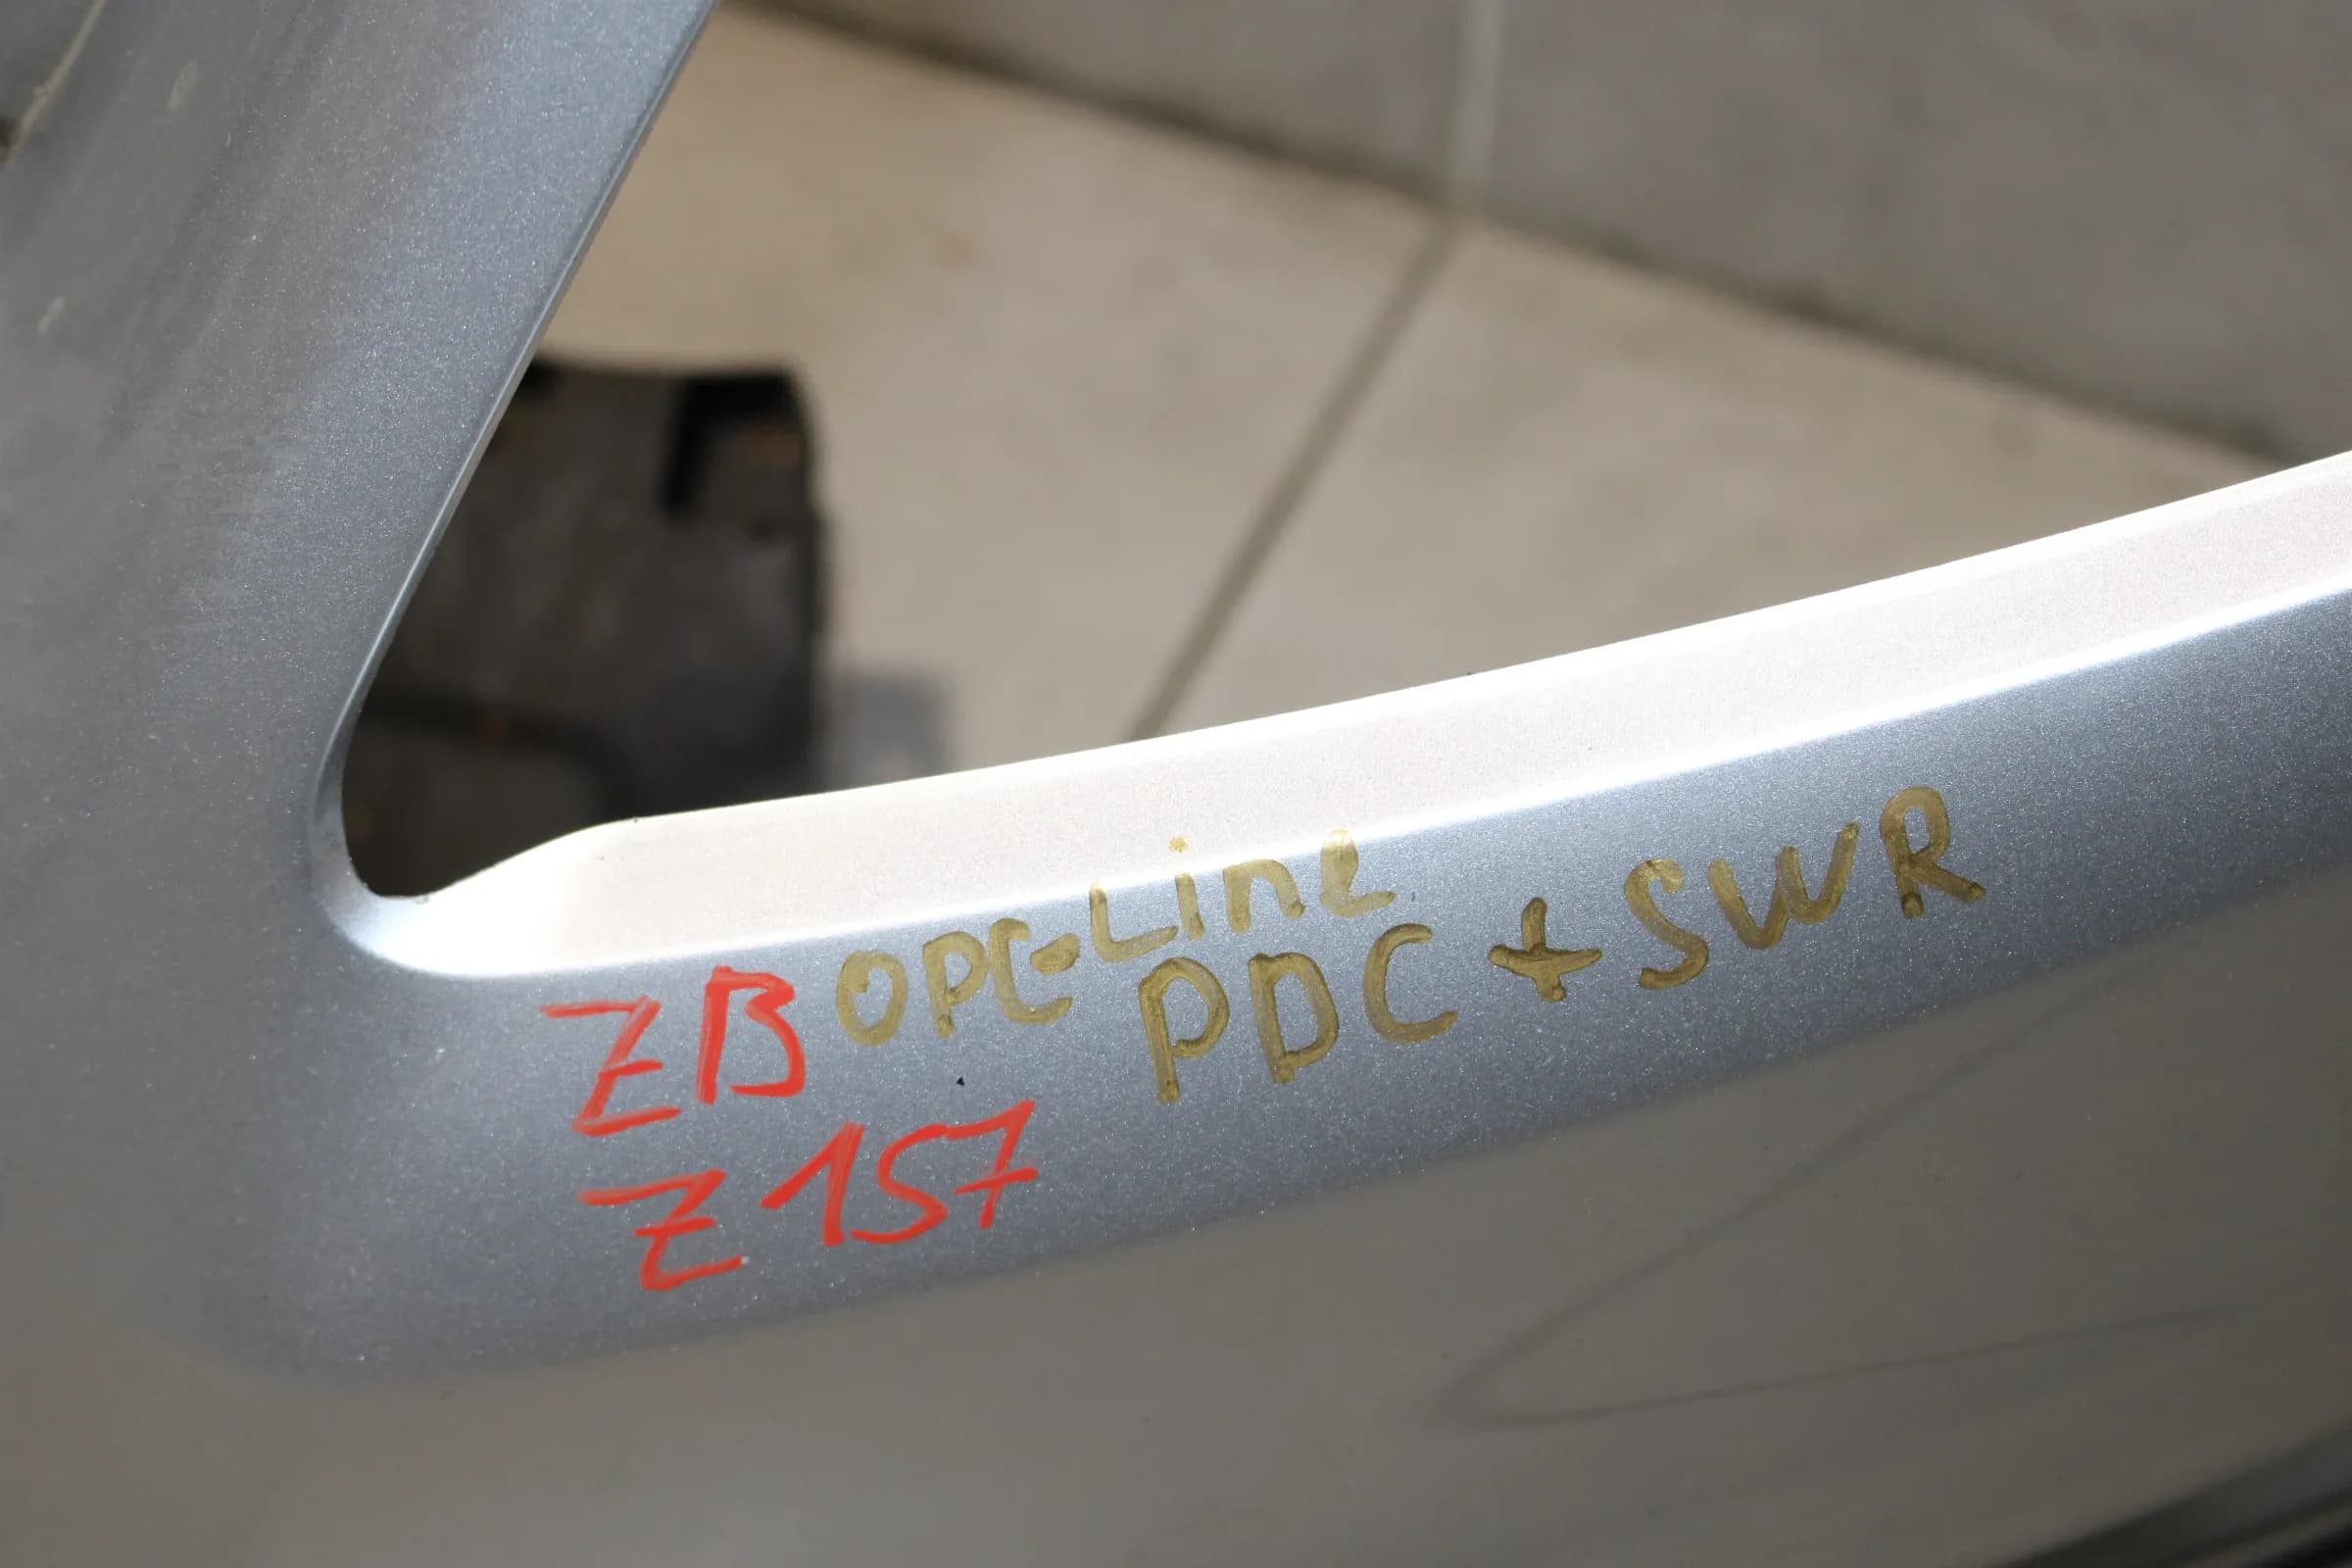 OPC-Line
PDC + SWR
ZB
Z157